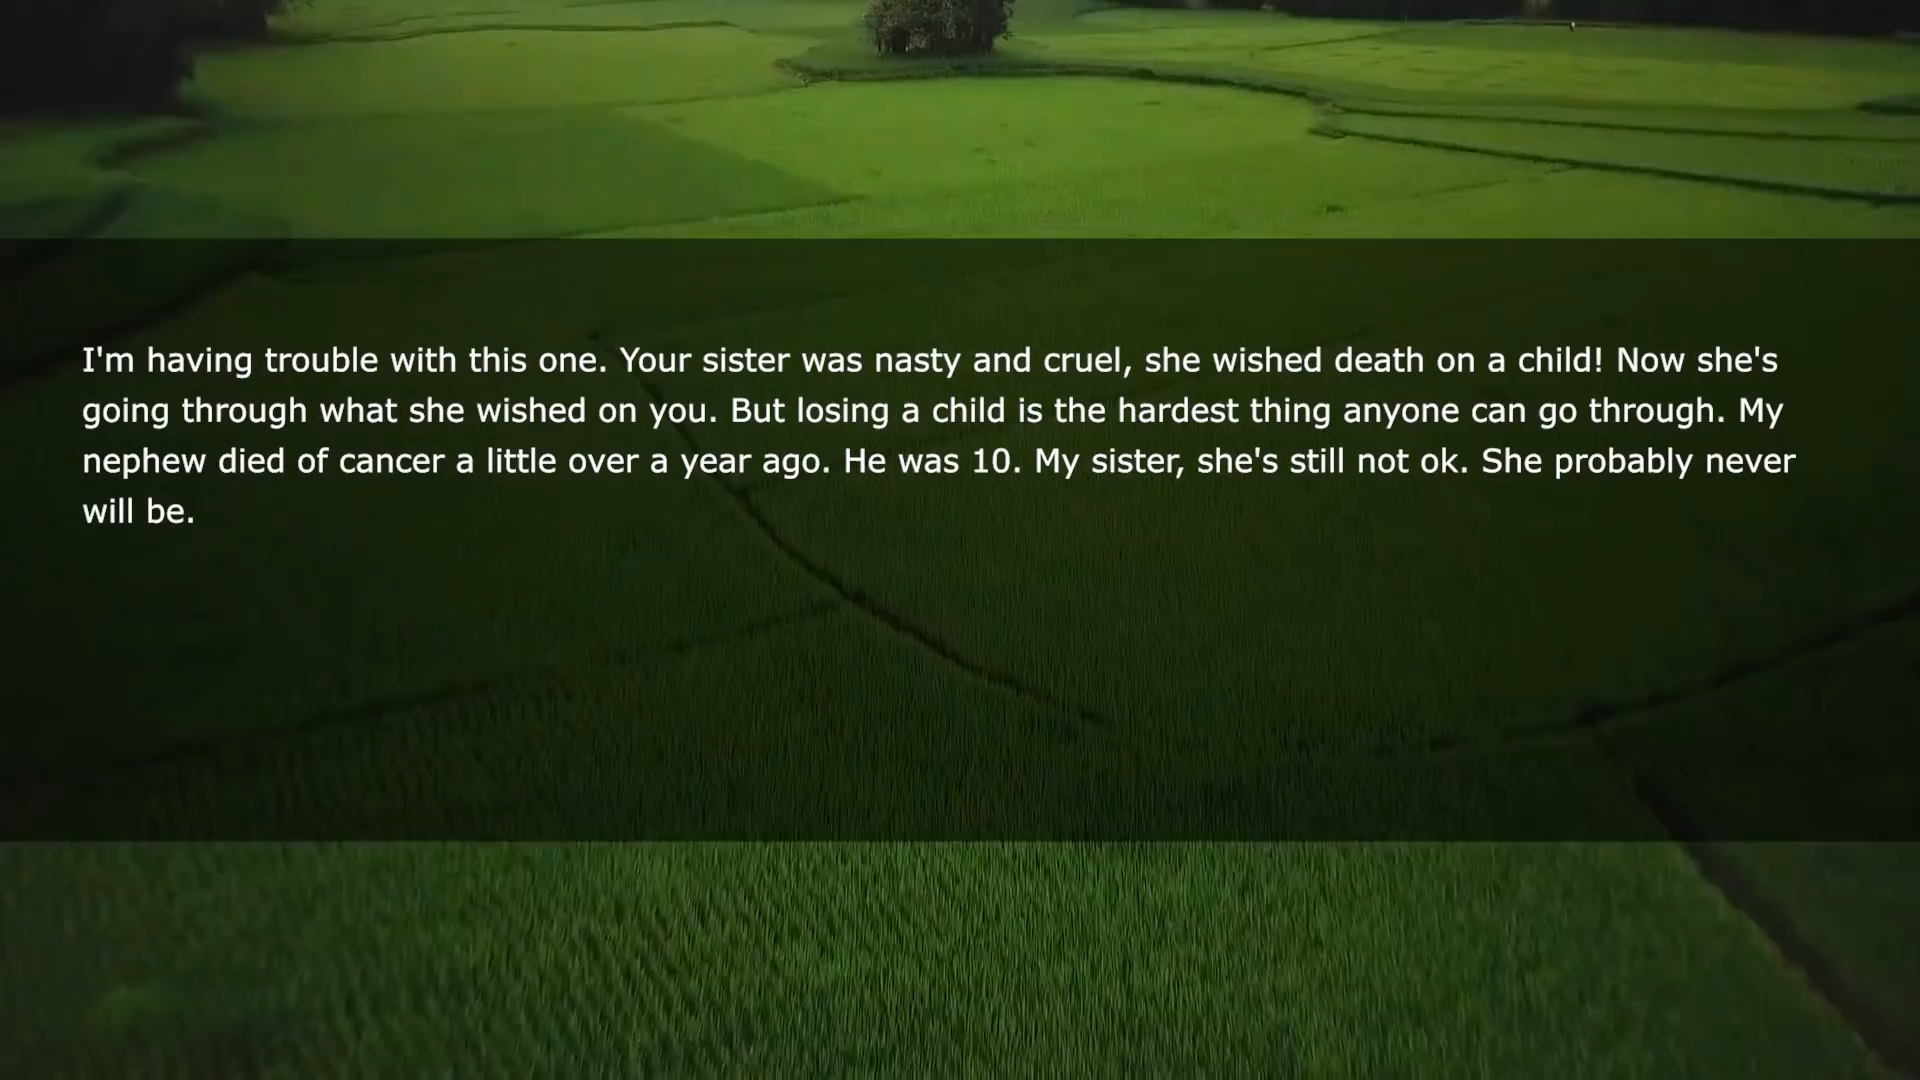 I'm having trouble with this one. Your sister was nasty and cruel, she wished death on a child! Now she's
going through what she wished on you. But losing a child is the hardest thing anyone can go through. My
nephew died of cancer a little over a year ago. He was 10. My sister, she's still not ok. She probably never
will be.